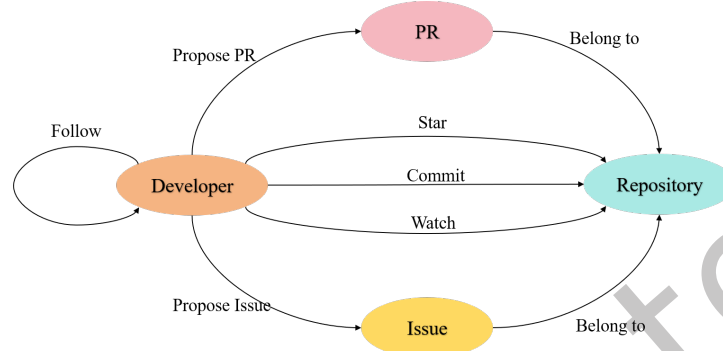 PR
Propose PR
Belong to
Follow
Star
Developer
Commit
Repository
Watch
Propose Issue
Issue
Belong to